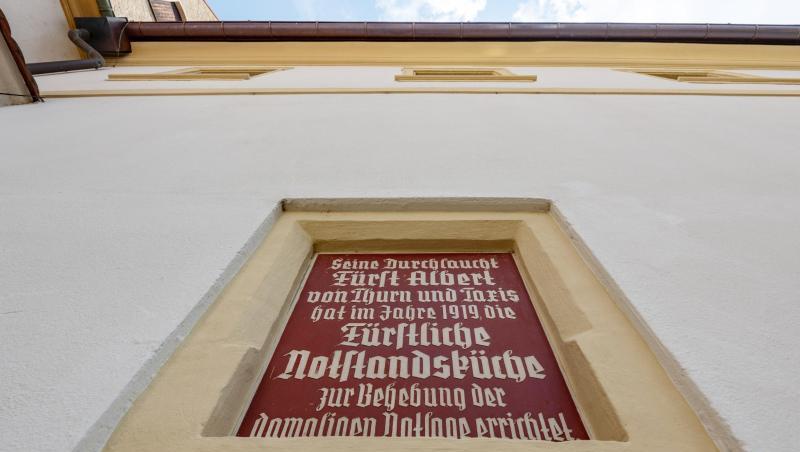 Seine Durchlaucht
Fürst Albert
von Thurn und Taxis
hat im Jahre 1919, die
Fürstliche
Notstandsküche
zur Behebung der
damaligen Notlage errichtet